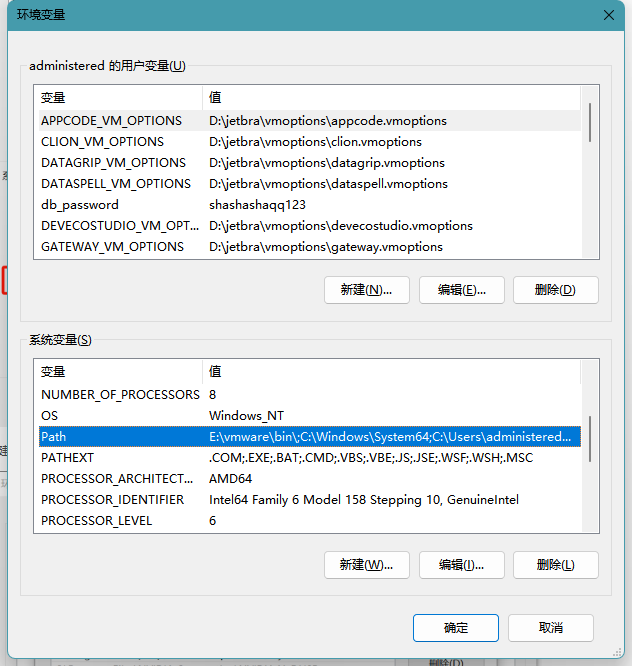 环境变量
administered 的用户变量(U)
变量 值
APPCODE_VM_OPTIONS D:\jetbra\vmoptions\appcode.vmoptions
CLION_VM_OPTIONS D:\jetbra\vmoptions\clion.vmoptions
DATAGRIP_VM_OPTIONS D:\jetbra\vmoptions\datagrip.vmoptions
DATASPELL_VM_OPTIONS D:\jetbra\vmoptions\dataspell.vmoptions
db_password shashashaqq123
DEVECOSTUDIO_VM_OPT... D:\jetbra\vmoptions\devecostudio.vmoptions
GATEWAY_VM_OPTIONS D:\jetbra\vmoptions\gateway.vmoptions
新建(N)... 编辑(E)... 删除(D)
系统变量(S)
变量 值
NUMBER_OF_PROCESSORS 8
OS Windows_NT
Path E:\vmware\bin\;C:\Windows\System64;C:\Users\administered...
PATHEXT .COM;.EXE;.BAT;.CMD;.VBS;.VBE;.JS;.JSE;.WSF;.WSH;.MSC
PROCESSOR_ARCHITECT... AMD64
PROCESSOR_IDENTIFIER Intel64 Family 6 Model 158 Stepping 10, GenuineIntel
PROCESSOR_LEVEL 6
新建(W)... 编辑(I)... 删除(L)
确定 取消